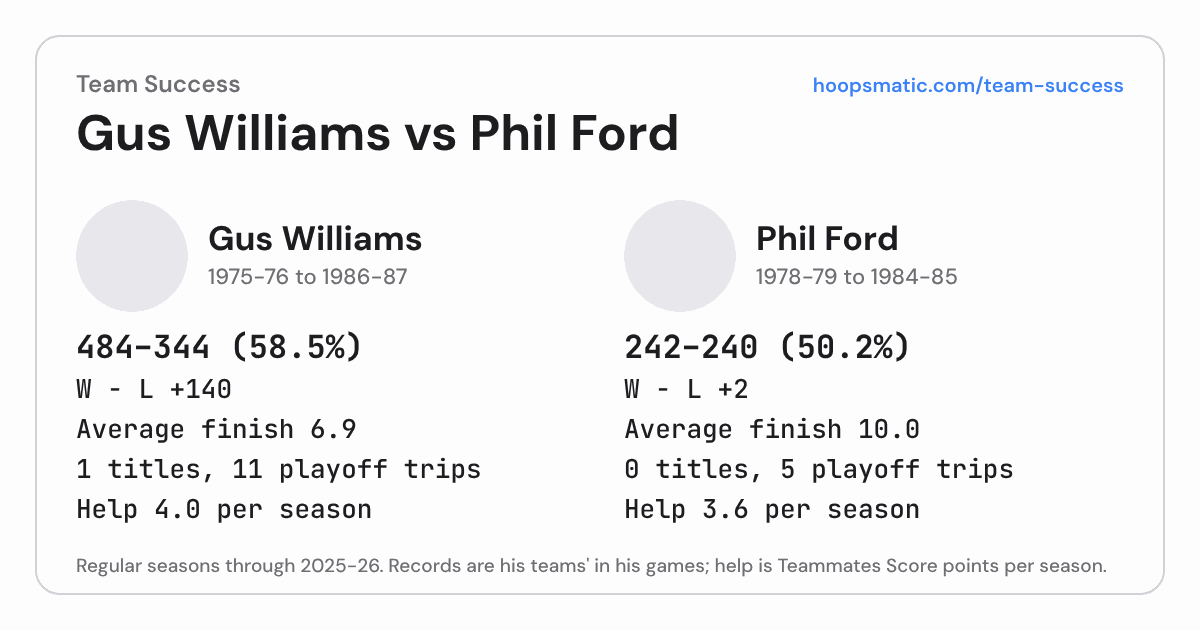 Team Success
hoopsmatic.com/team-success
Gus Williams vs Phil Ford
Gus Williams
1975-76 to 1986-87
484-344 (58.5%)
W - L +140
Average finish 6.9
1 titles, 11 playoff trips
Help 4.0 per season
Phil Ford
1978-79 to 1984-85
242-240 (50.2%)
W - L +2
Average finish 10.0
0 titles, 5 playoff trips
Help 3.6 per season
Regular seasons through 2025-26. Records are his teams' in his games; help is Teammates Score points per season.